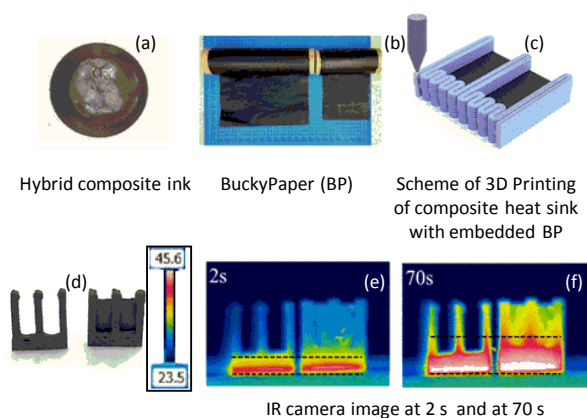 (a)
(b)
(c)
Hybrid composite ink
BuckyPaper (BP)
Scheme of 3D Printing
of composite heat sink
with embedded BP
(d)
45.6
23.5
2s
(e)
70s
(f)
IR camera image at 2 s and at 70 s